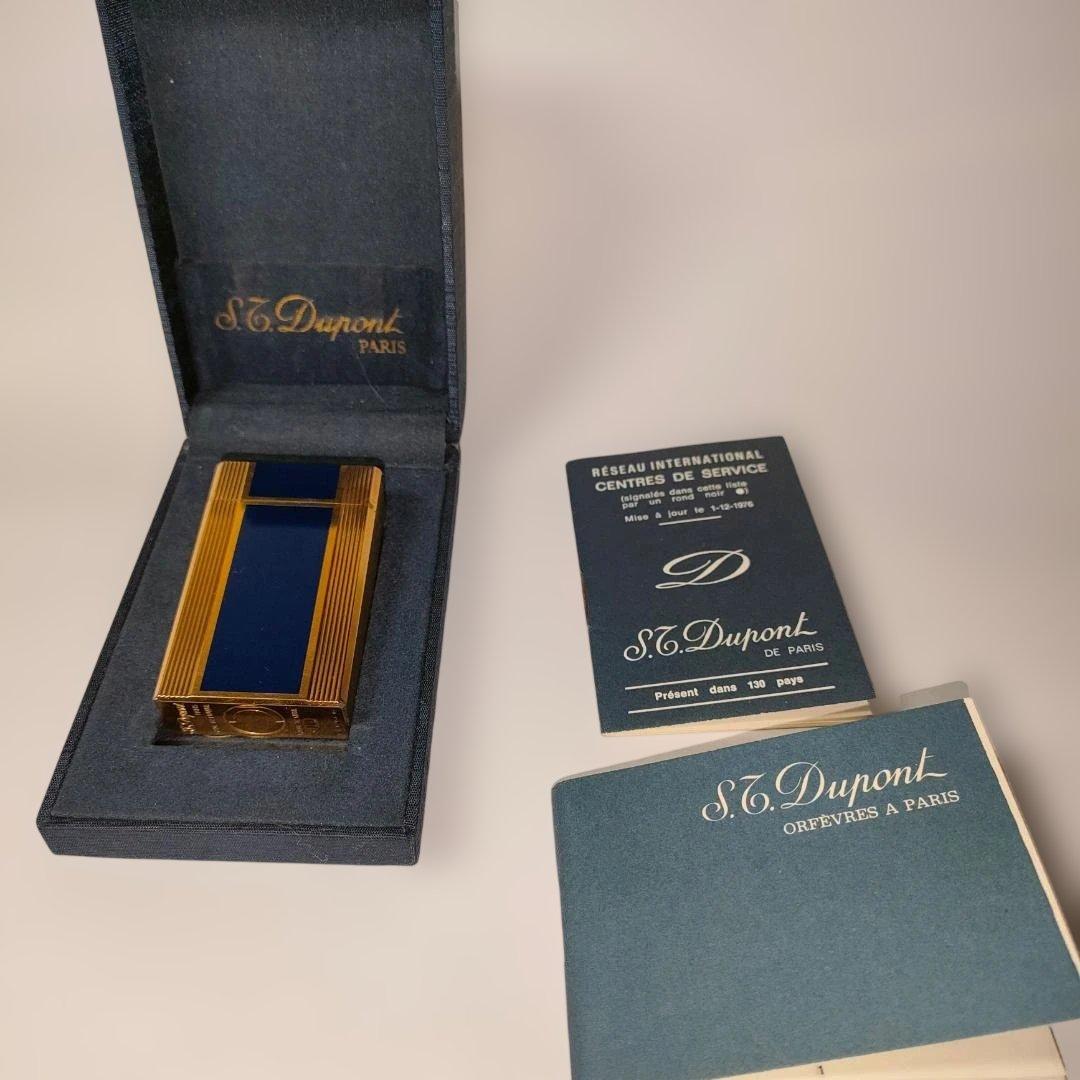 S.T. Dupont
PARIS
RÉSEAU INTERNATIONAL
CENTRES DE SERVICE
(signalés dans cette liste
par un rond noir ●)
Mise à jour le 1-12-1976
D
S.T. Dupont
DE PARIS
Présent dans 130 pays
S.T. Dupont
ORFÈVRES A PARIS